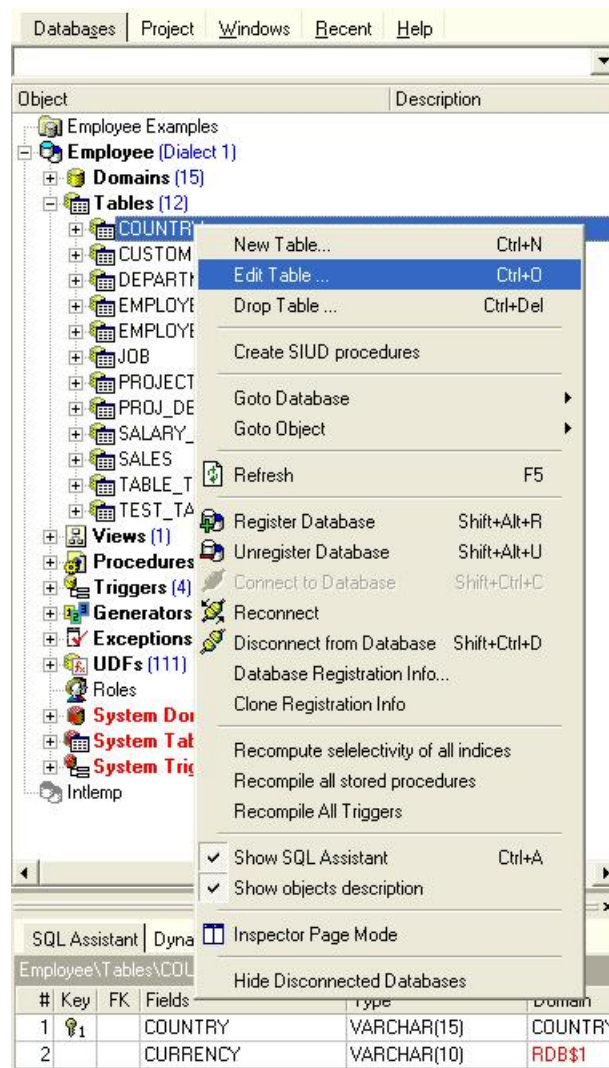 Databases Project Windows Recent Help
Object Description
Employee Examples
Employee (Dialect 1)
Domains (15)
Tables (12)
COUNTRY
CUSTOM
DEPARTM
EMPLOYE
EMPLOYE
JOB
PROJECT
PROJ_DE
SALARY_
SALES
TABLE_T
TEST_TA
Views (1)
Procedures
Triggers (4)
Generators
Exceptions
UDFs (111)
Roles
System Dor
System Tab
System Trig
Intlemp
New Table... Ctrl+N
Edit Table ... Ctrl+O
Drop Table ... Ctrl+Del
Create SIUD procedures
Goto Database
Goto Object
Refresh F5
Register Database Shift+Alt+R
Unregister Database Shift+Alt+U
Connect to Database Shift+Ctrl+C
Reconnect
Disconnect from Database Shift+Ctrl+D
Database Registration Info...
Clone Registration Info
Recompute selelectivity of all indices
Recompile all stored procedures
Recompile All Triggers
Show SQL Assistant Ctrl+A
Show objects description
Inspector Page Mode
Hide Disconnected Databases
SQL Assistant Dyna
Employee\Tables\COU
# Key FK Fields Type Domain
1 1 COUNTRY VARCHAR(15) COUNTRY
2 CURRENCY VARCHAR(10) RDB$1